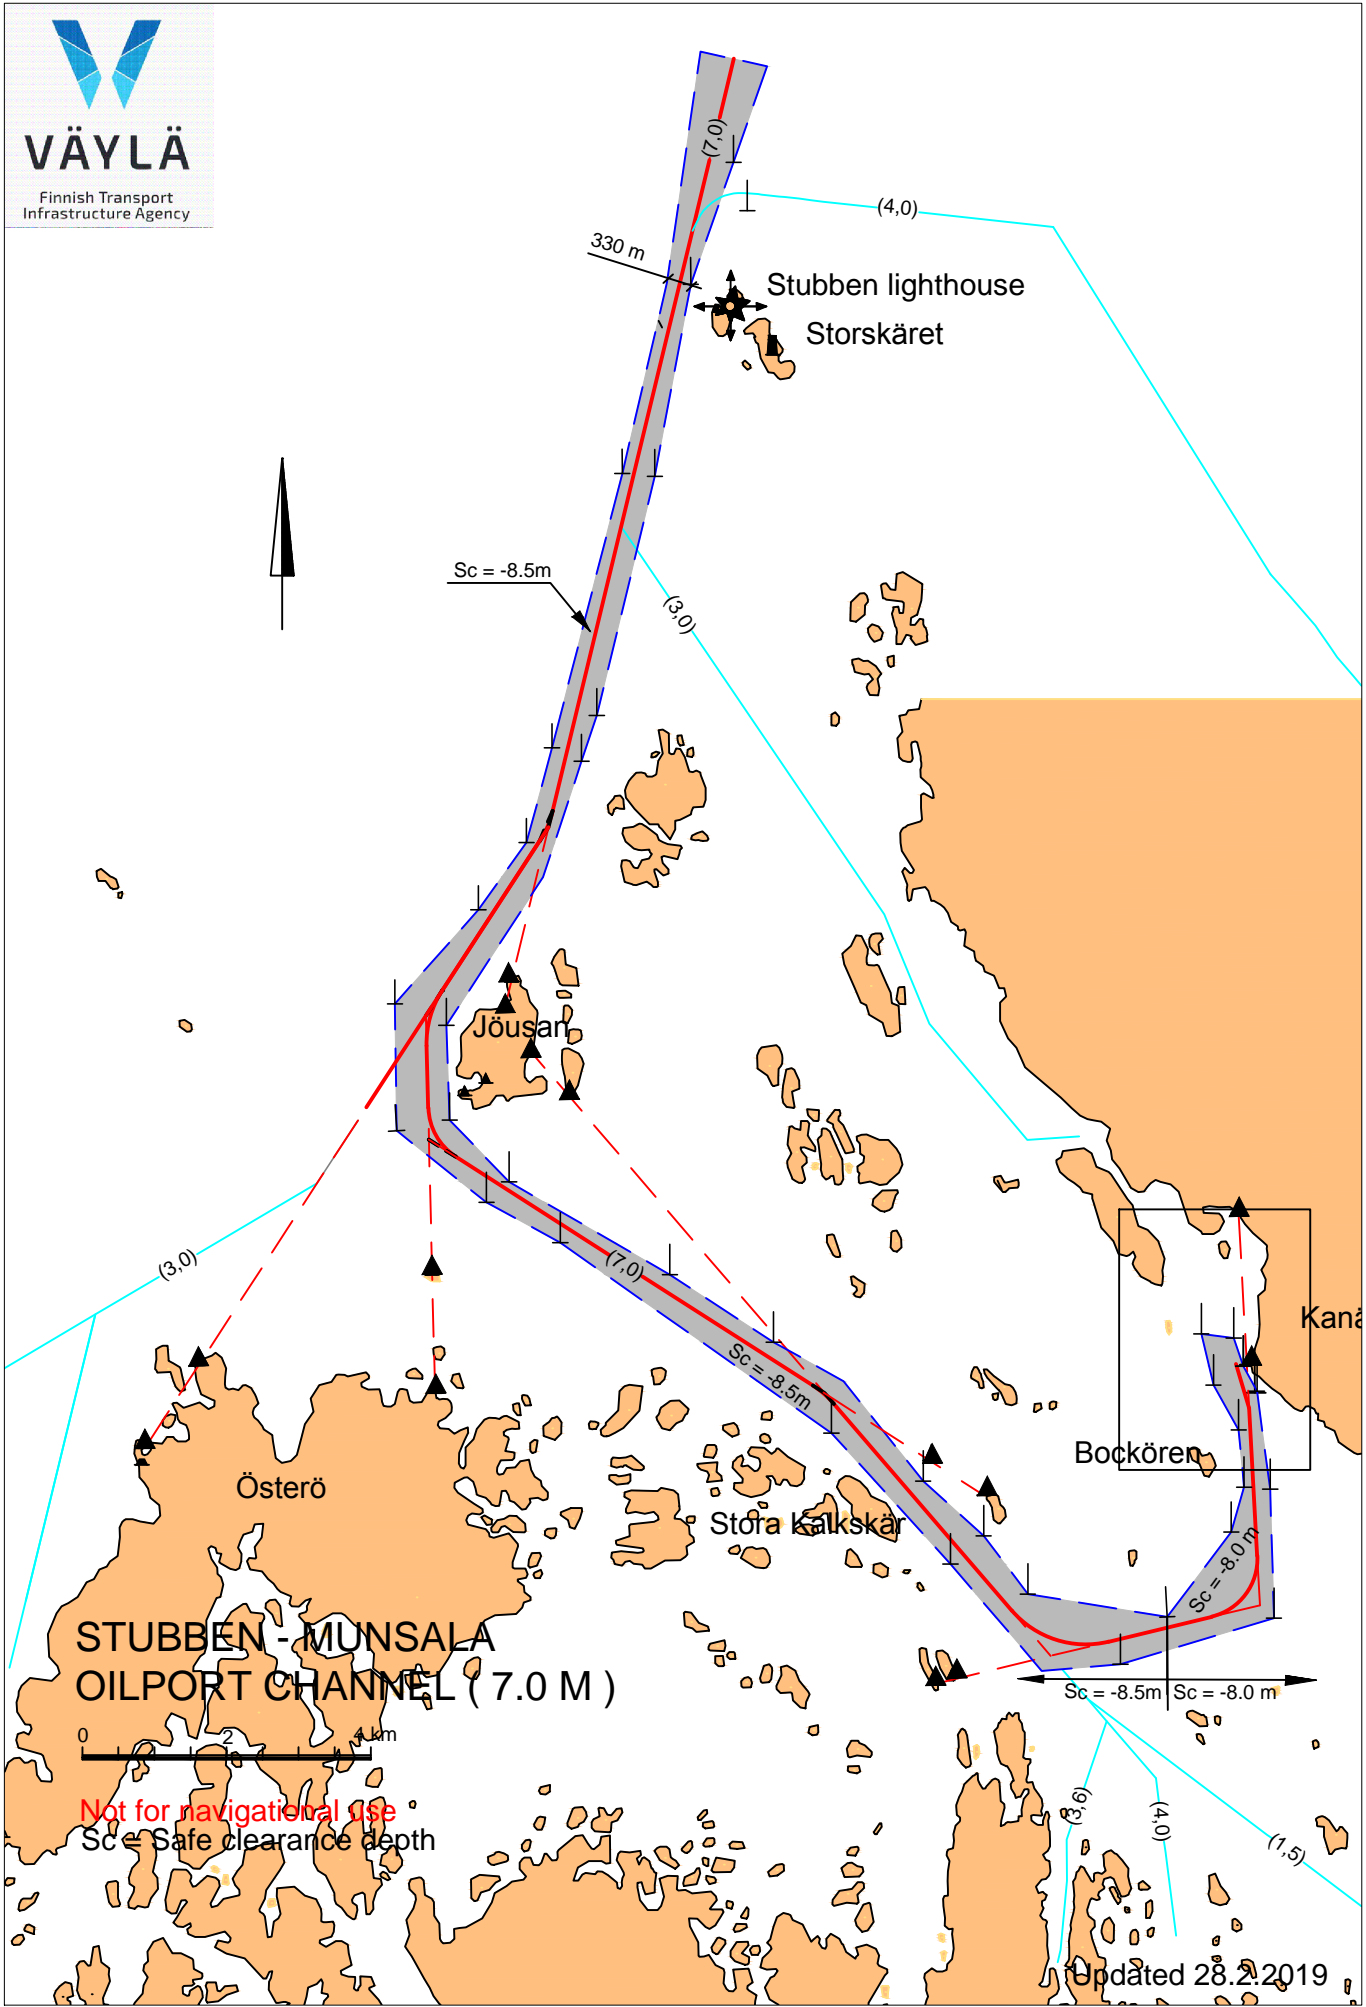 VÄYLÄ
Finnish Transport
Infrastructure Agency
(7,0)
(4,0)
330 m
Stubben lighthouse
Storskäret
Sc = -8.5m
(3,0)
Jöusan
(3,0)
(7,0)
Sc = -8.5m
Kanä
Bockören
Österö
Stora Kalkskär
Sc = -8.0 m
STUBBEN - MUNSALA
OILPORT CHANNEL ( 7.0 M )
Sc = -8.5m Sc = -8.0 m
0 2 4 km
Not for navigational use
Sc = Safe clearance depth
(3,6)
(4,0)
(1,5)
Updated 28.2.2019